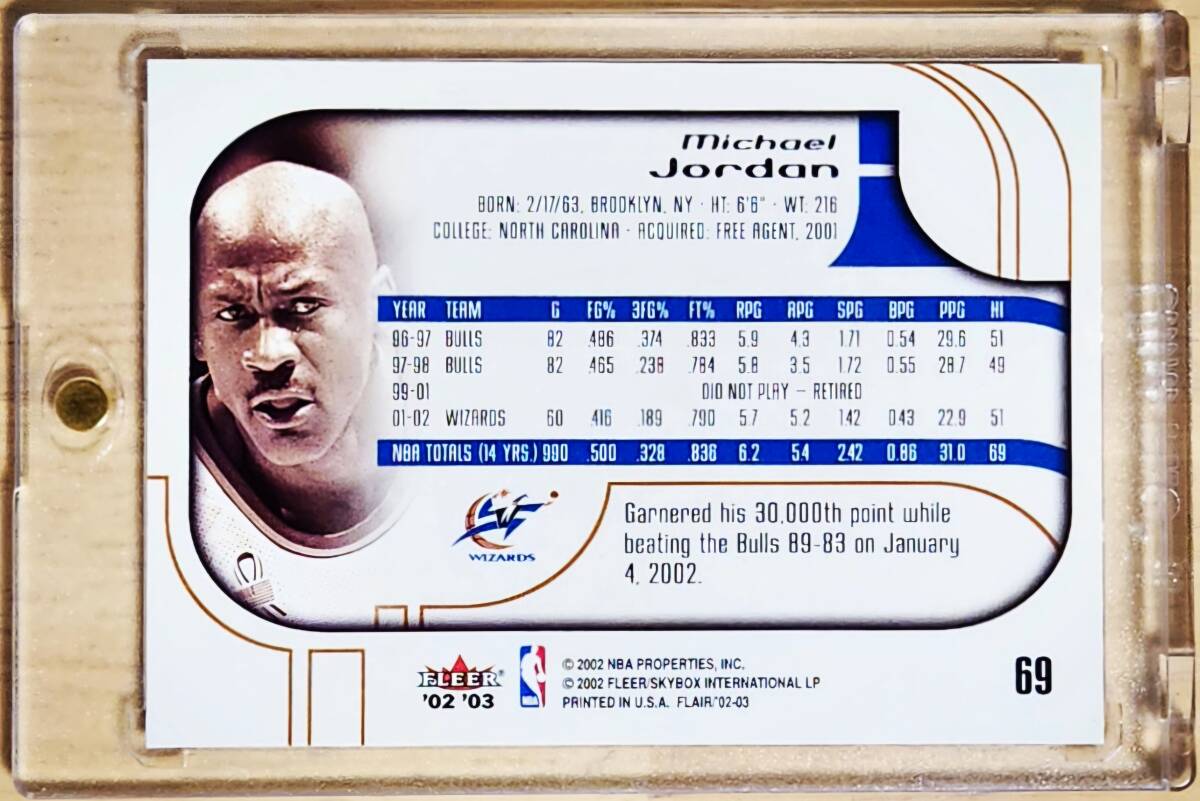 Michael
Jordan
BORN: 2/17/63, BROOKLYN, NY · HT: 6'6" · WT: 216
COLLEGE: NORTH CAROLINA · ACQUIRED: FREE AGENT, 2001
YEAR TEAM G FG% 3FG% FT% RPG APG SPG BPG PPG HI
96-97 BULLS 82 .486 .374 .833 5.9 4.3 1.71 0.54 29.6 51
97-98 BULLS 82 .465 .238 .784 5.8 3.5 1.72 0.55 28.7 49
99-01 DID NOT PLAY — RETIRED
01-02 WIZARDS 60 .416 .189 .790 5.7 5.2 1.42 0.43 22.9 51
NBA TOTALS (14 YRS.) 990 .500 .328 .836 6.2 5.4 2.42 0.86 31.0 69
WIZARDS
Garnered his 30,000th point while
beating the Bulls 89-83 on January
4, 2002.
FLEER®
'02 '03
© 2002 NBA PROPERTIES, INC.
© 2002 FLEER/SKYBOX INTERNATIONAL LP
PRINTED IN U.S.A. FLAIR/'02-03
69